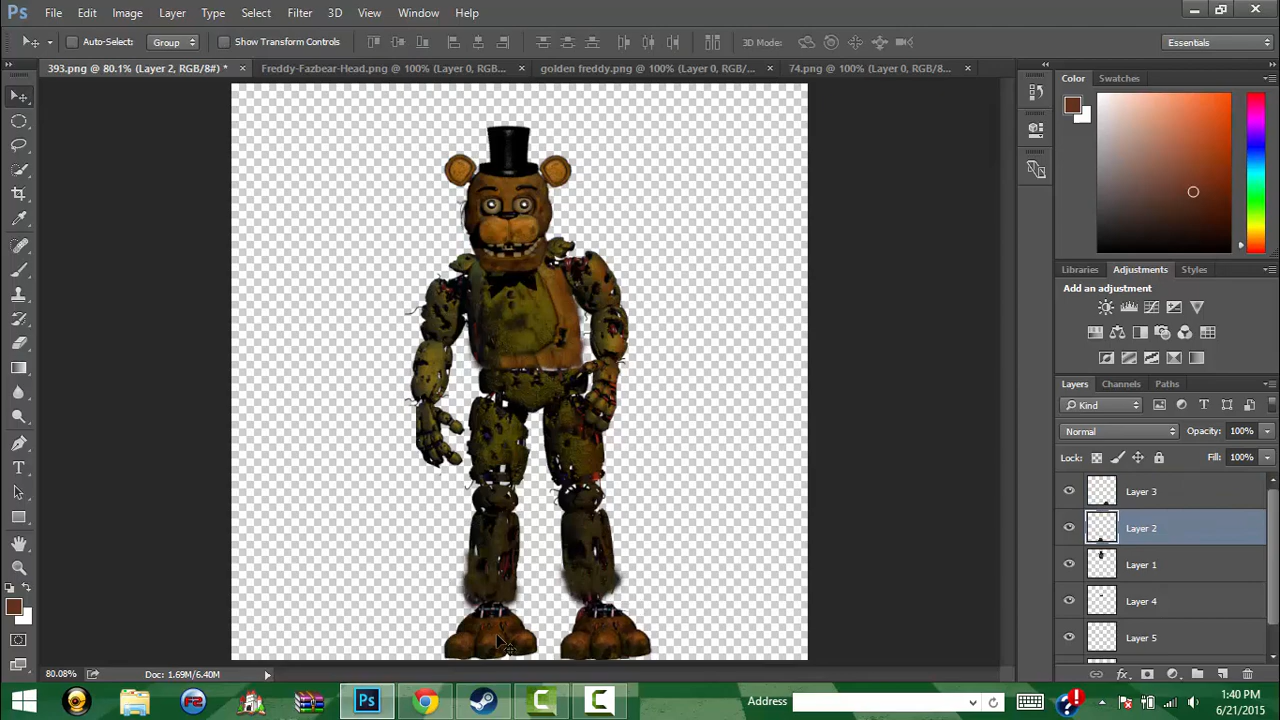 Ps File Edit Image Layer Type Select Filter 3D View Window Help
Auto-Select: Group Show Transform Controls 3D Mode: Essentials
393.png @ 80.1% (Layer 2, RGB/8#) * × Freddy-Fazbear-Head.png @ 100% (Layer 0, RGB... × golden freddy.png @ 100% (Layer 0, RGB/... × 74.png @ 100% (Layer 0, RGB/8... ×
Color Swatches
Libraries Adjustments Styles
Add an adjustment
Layers Channels Paths
Kind
Normal Opacity: 100%
Lock: Fill: 100%
Layer 3
Layer 2
Layer 1
Layer 4
Layer 5
80.08% Doc: 1.69M/6.40M
Address
1:40 PM
6/21/2015